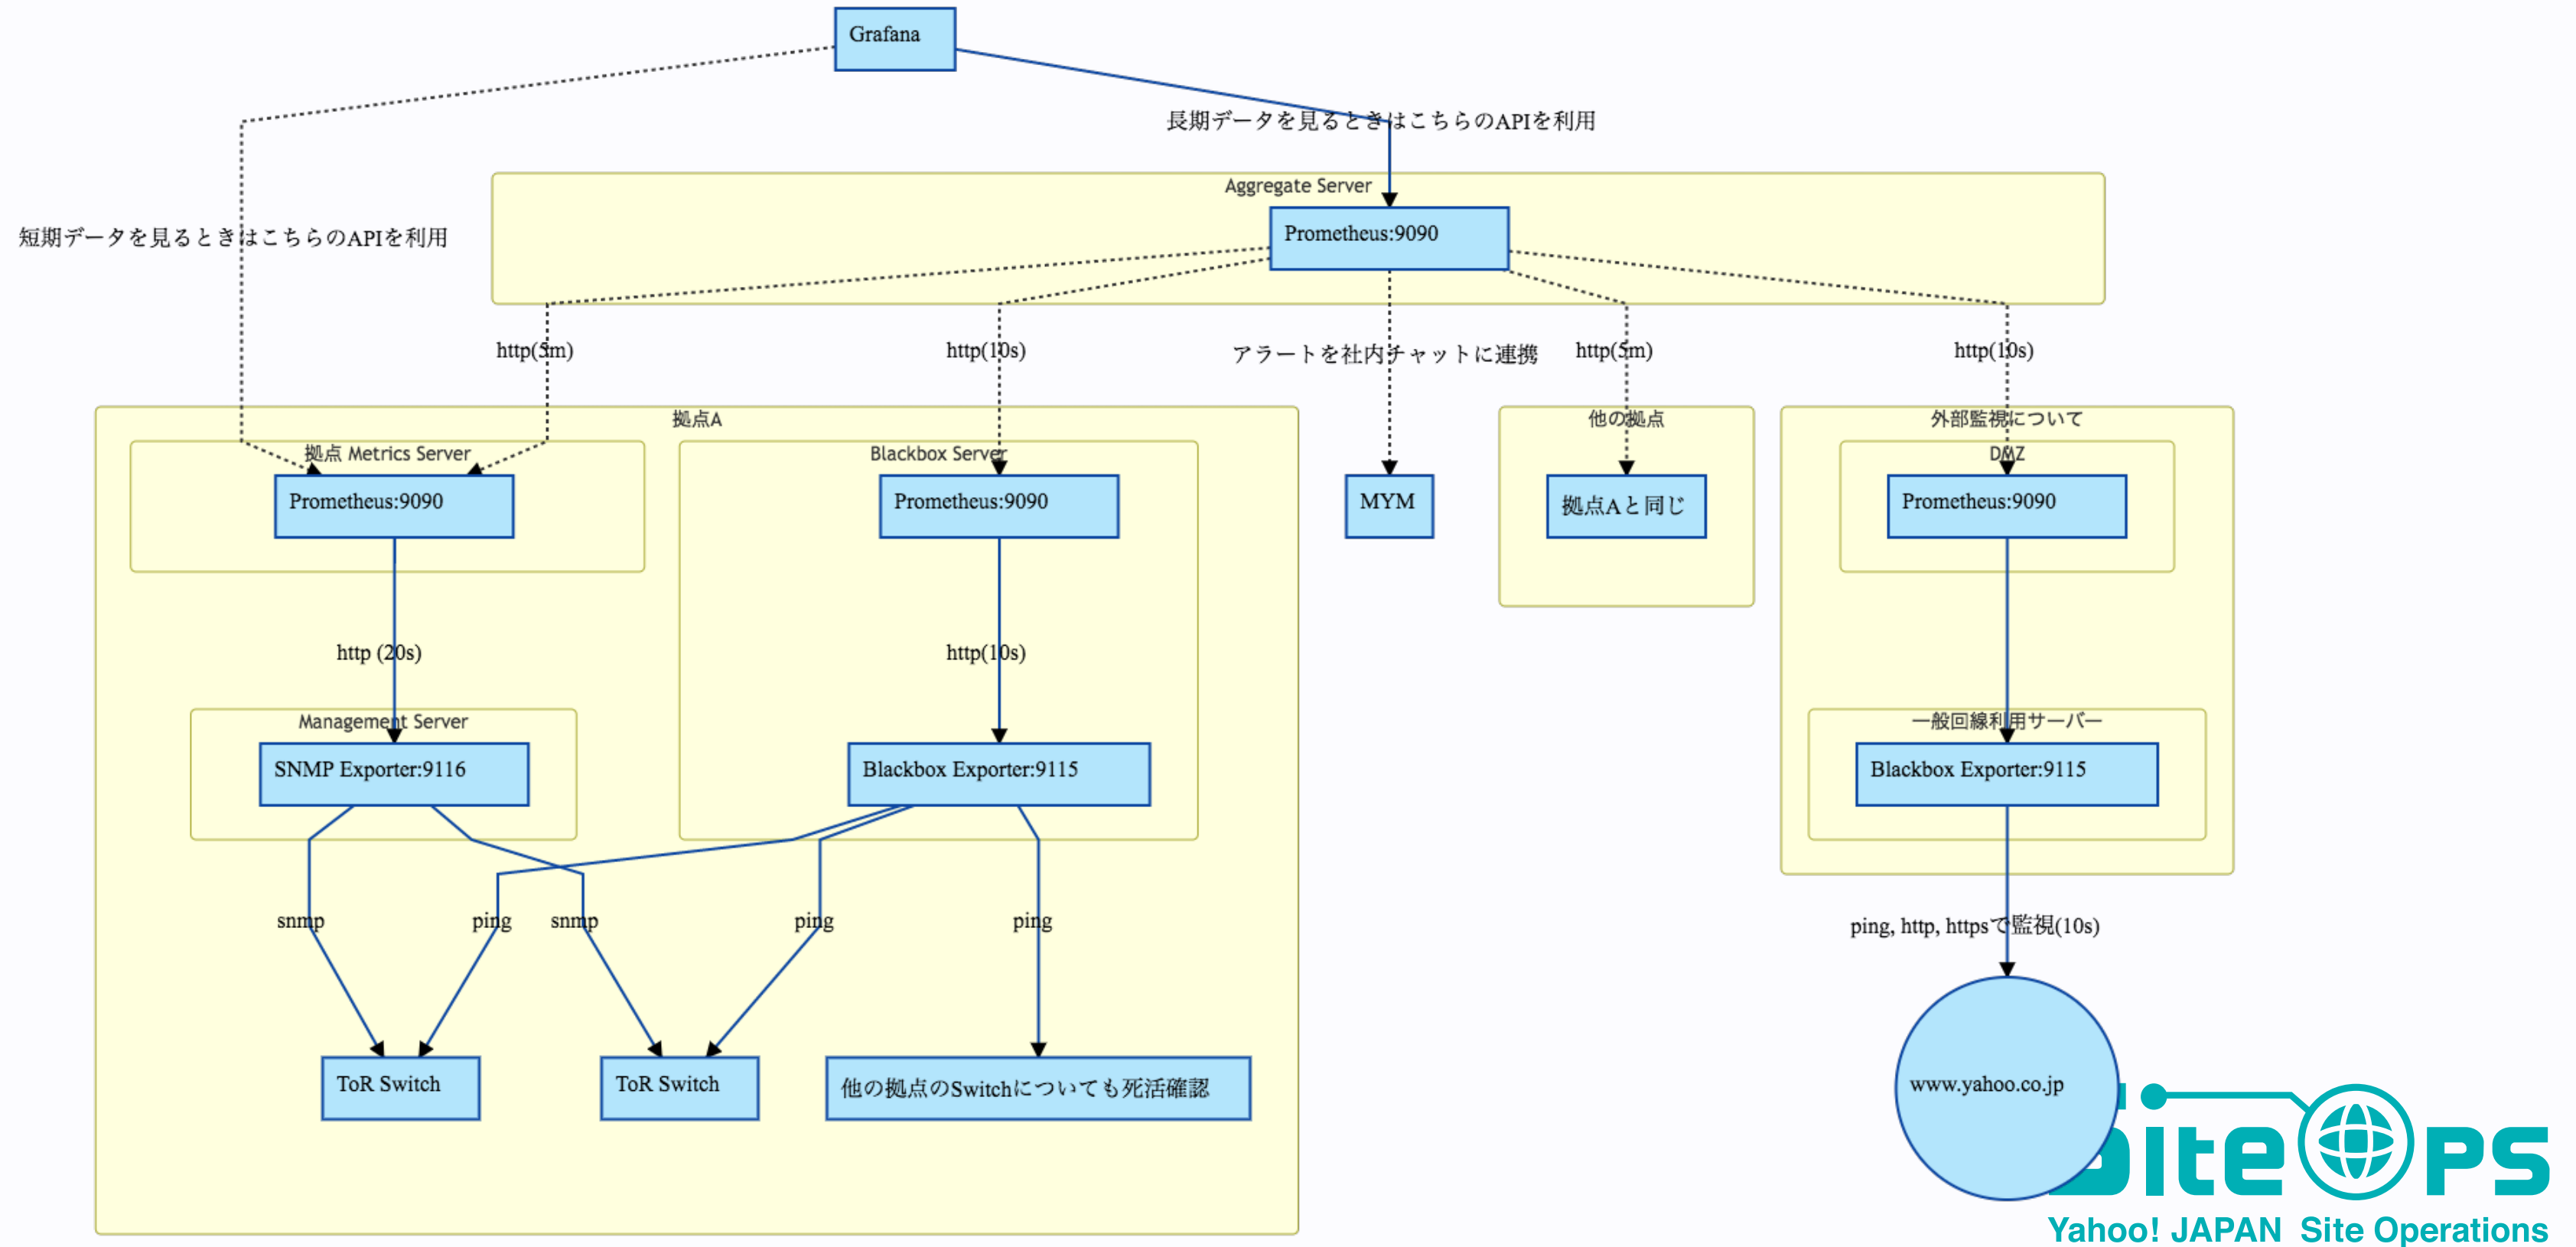 Grafana
長期データを見るときはこちらのAPIを利用
Aggregate Server
短期データを見るときはこちらのAPIを利用
Prometheus:9090
http(5m)
http(10s)
アラートを社内チャットに連携
http(5m)
http(10s)
拠点A
他の拠点
外部監視について
拠点 Metrics Server
Blackbox Server
DMZ
Prometheus:9090
Prometheus:9090
MYM
拠点Aと同じ
Prometheus:9090
http (20s)
http(10s)
Management Server
一般回線利用サーバー
SNMP Exporter:9116
Blackbox Exporter:9115
Blackbox Exporter:9115
snmp
ping
snmp
ping
ping
ping, http, httpsで監視(10s)
ToR Switch
ToR Switch
他の拠点のSwitchについても死活確認
www.yahoo.co.jp
SiteOps
Yahoo! JAPAN Site Operations